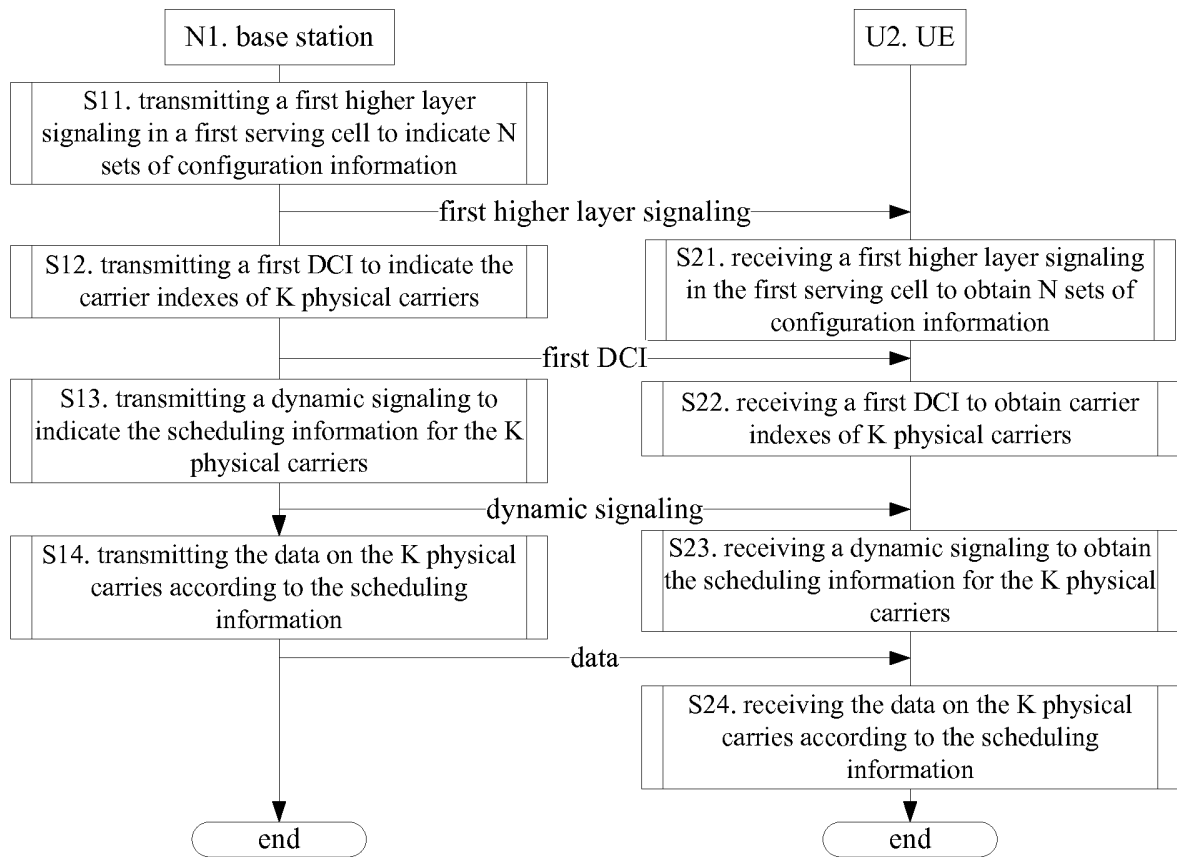 N1. base station
U2. UE
S11. transmitting a first higher layer
signaling in a first serving cell to indicate N
sets of configuration information
first higher layer signaling
S12. transmitting a first DCI to indicate the
carrier indexes of K physical carriers
S21. receiving a first higher layer signaling
in the first serving cell to obtain N sets of
configuration information
first DCI
S13. transmitting a dynamic signaling to
indicate the scheduling information for the K
physical carriers
S22. receiving a first DCI to obtain carrier
indexes of K physical carriers
dynamic signaling
S14. transmitting the data on the K physical
carries according to the scheduling
information
S23. receiving a dynamic signaling to obtain
the scheduling information for the K physical
carriers
data
S24. receiving the data on the K physical
carries according to the scheduling
information
end
end